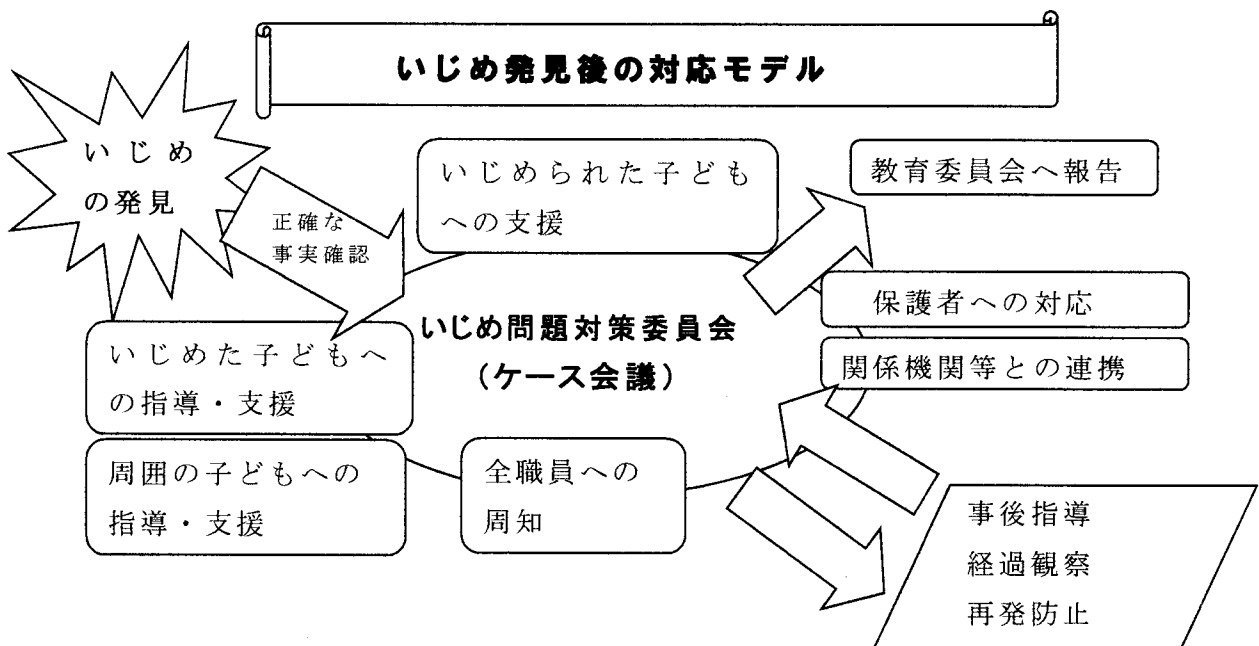 いじめ発見後の対応モデル
いじめ
の発見
正確な
事実確認
いじめられた子ども
への支援
教育委員会へ報告
保護者への対応
関係機関等との連携
いじめ問題対策委員会
（ケース会議）
いじめた子どもへ
の指導・支援
周囲の子どもへの
指導・支援
全職員への
周知
事後指導
経過観察
再発防止